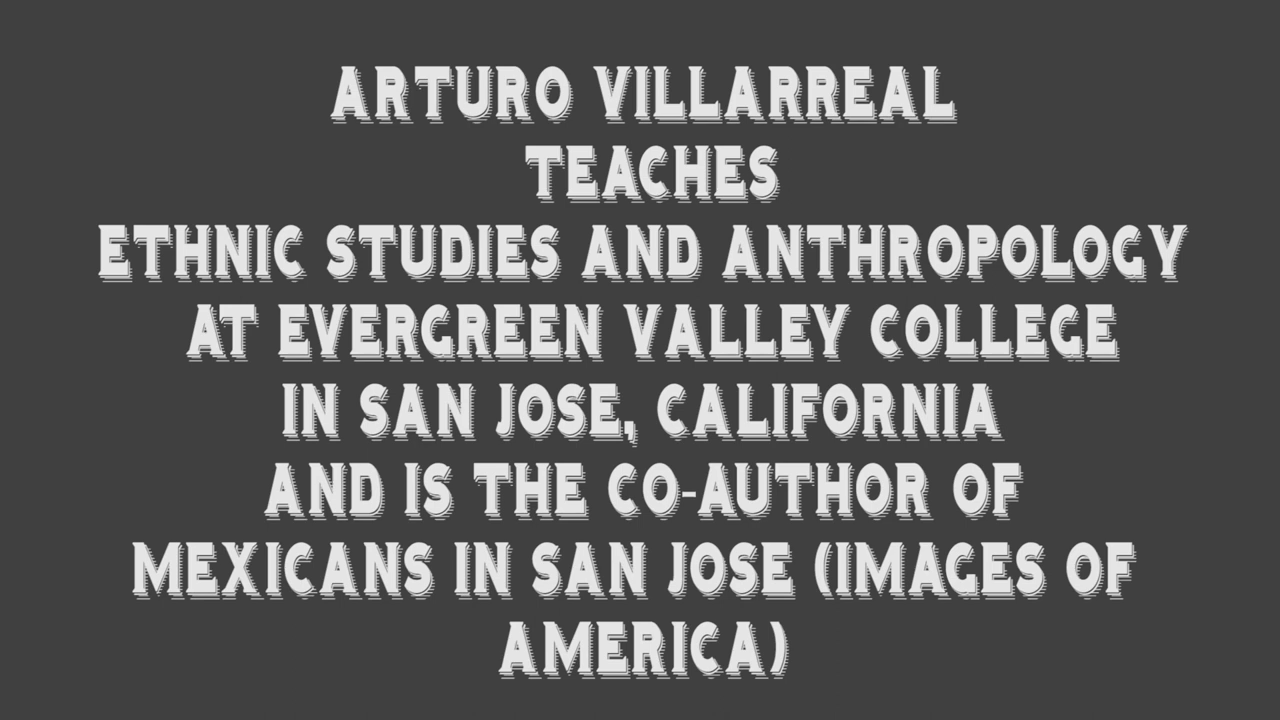 ARTURO VILLARREAL
TEACHES
ETHNIC STUDIES AND ANTHROPOLOGY
AT EVERGREEN VALLEY COLLEGE
IN SAN JOSE, CALIFORNIA
AND IS THE CO-AUTHOR OF
MEXICANS IN SAN JOSE (IMAGES OF
AMERICA)